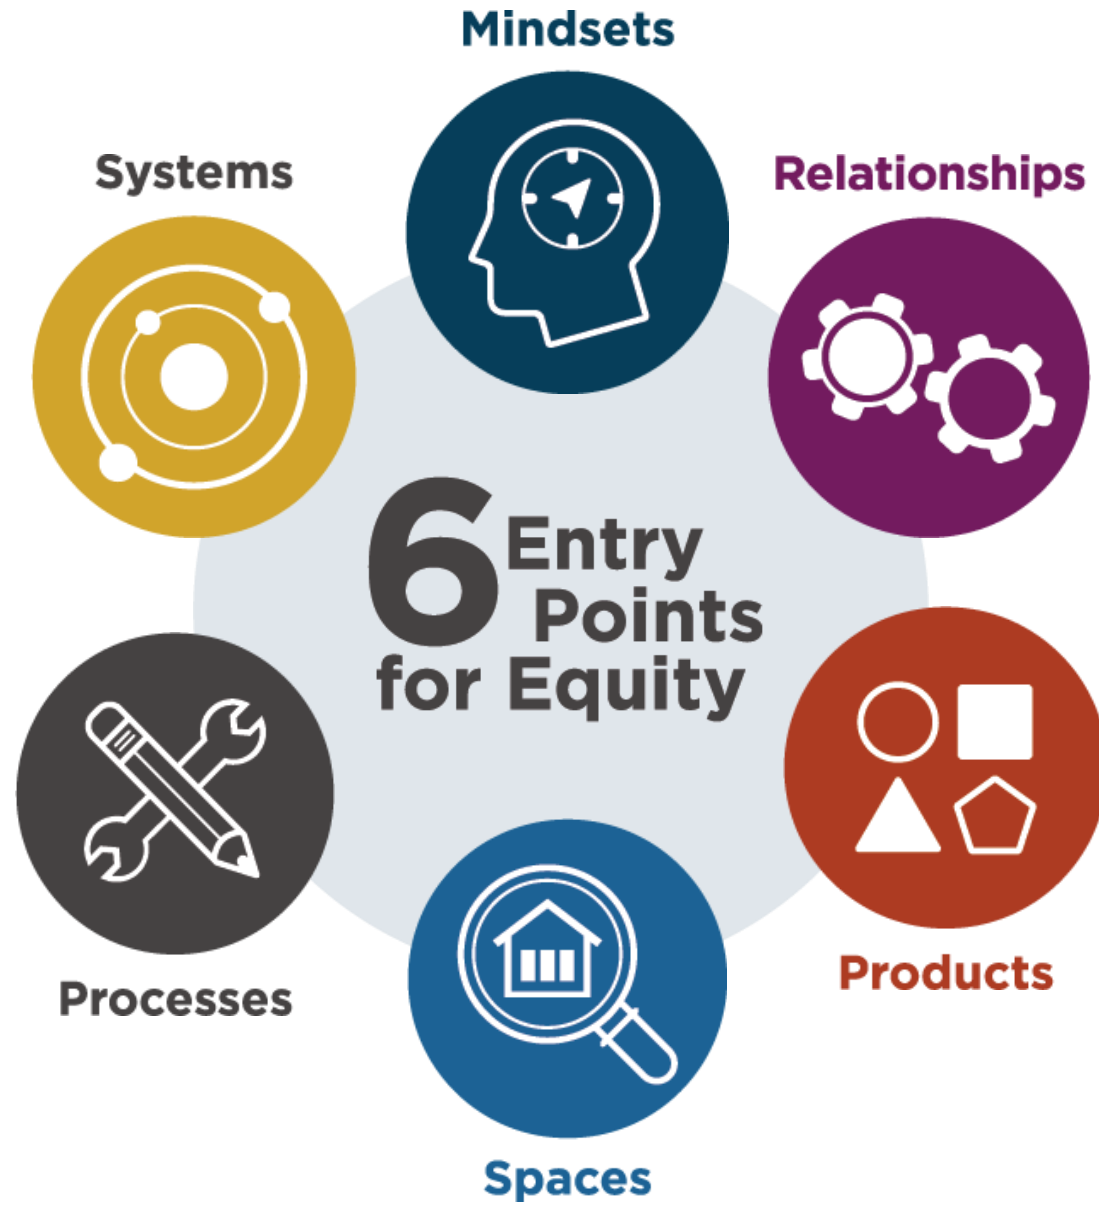 Mindsets
Systems
Relationships
6 Entry
Points
for Equity
Processes
Products
Spaces